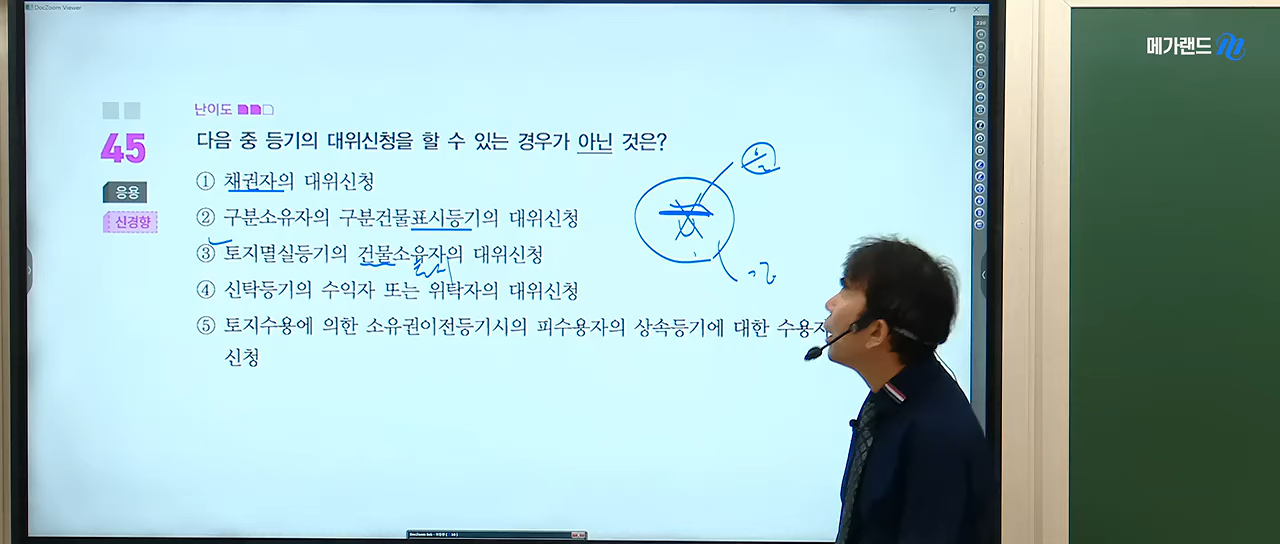 DocZoom Viewer
메가랜드
난이도
45
다음 중 등기의 대위신청을 할 수 있는 경우가 아닌 것은?
응용
신경향
① 채권자의 대위신청
② 구분소유자의 구분건물표시등기의 대위신청
③ 토지멸실등기의 건물소유자의 대위신청
④ 신탁등기의 수익자 또는 위탁자의 대위신청
⑤ 토지수용에 의한 소유권이전등기시의 피수용자의 상속등기에 대한 수용자
신청